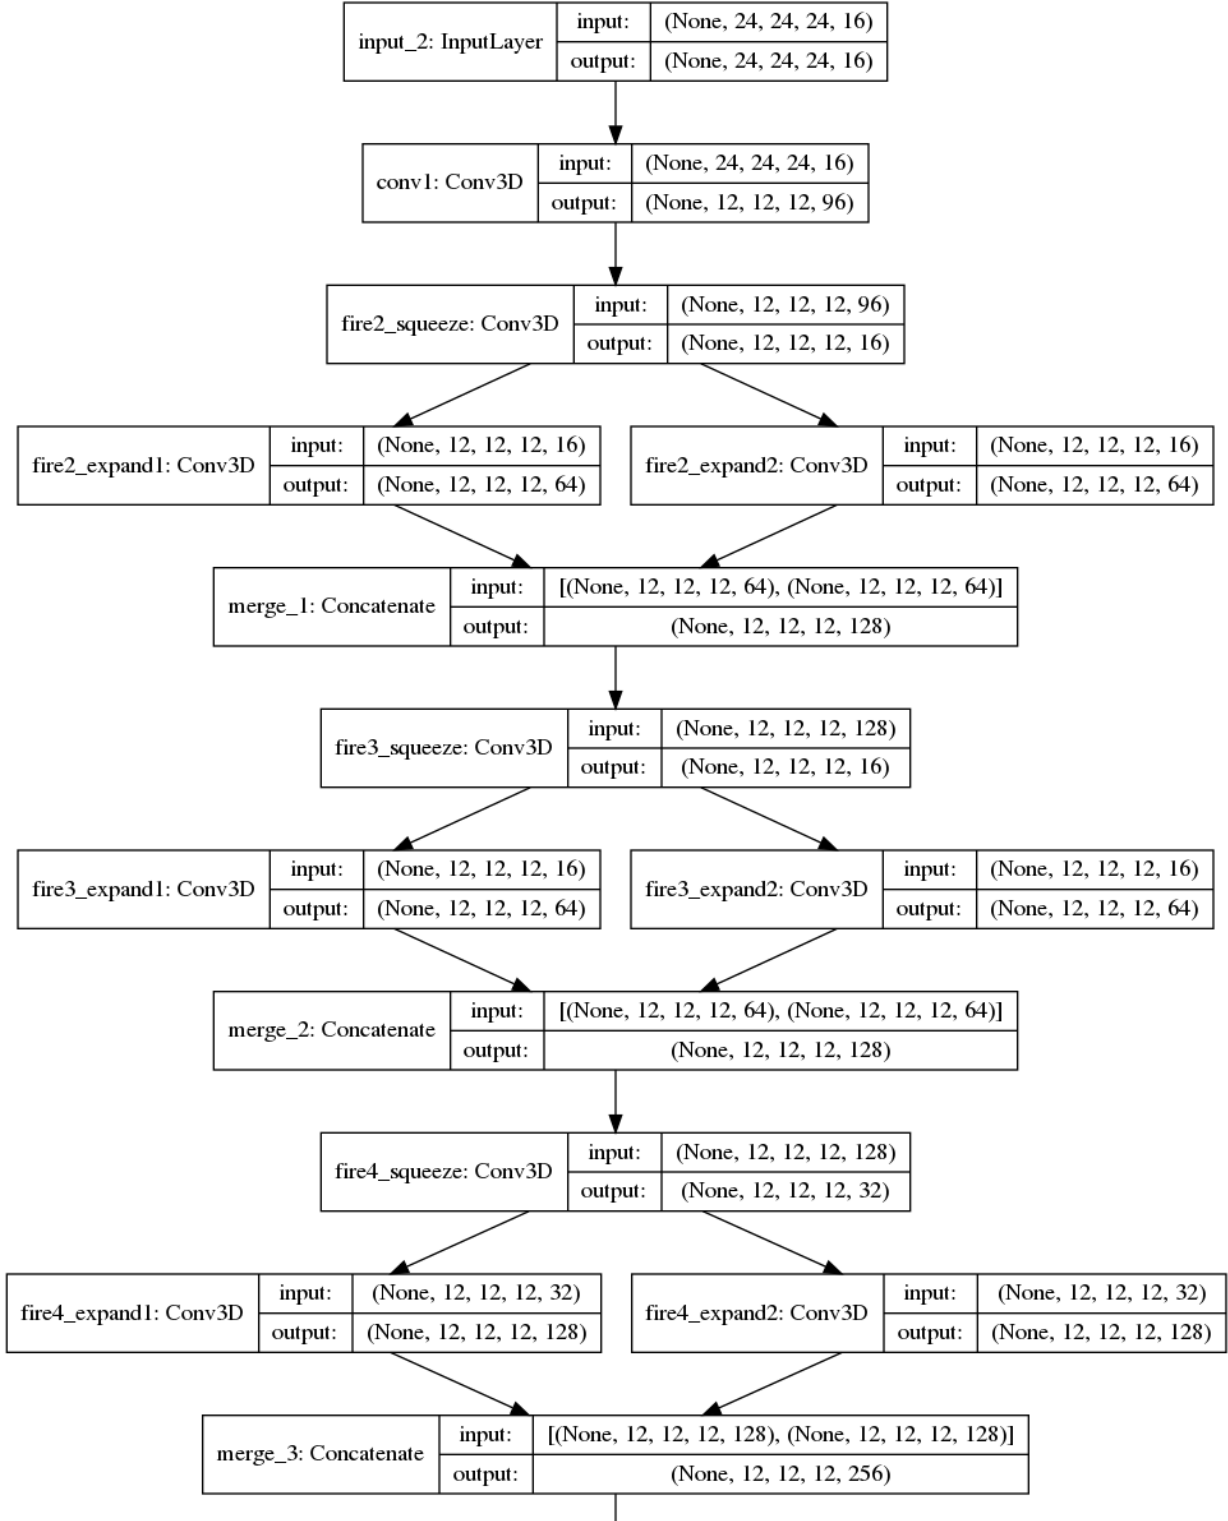 input_2: InputLayer
input: (None, 24, 24, 24, 16)
output: (None, 24, 24, 24, 16)
conv1: Conv3D
input: (None, 24, 24, 24, 16)
output: (None, 12, 12, 12, 96)
fire2_squeeze: Conv3D
input: (None, 12, 12, 12, 96)
output: (None, 12, 12, 12, 16)
fire2_expand1: Conv3D
input: (None, 12, 12, 12, 16)
output: (None, 12, 12, 12, 64)
fire2_expand2: Conv3D
input: (None, 12, 12, 12, 16)
output: (None, 12, 12, 12, 64)
merge_1: Concatenate
input: [(None, 12, 12, 12, 64), (None, 12, 12, 12, 64)]
output: (None, 12, 12, 12, 128)
fire3_squeeze: Conv3D
input: (None, 12, 12, 12, 128)
output: (None, 12, 12, 12, 16)
fire3_expand1: Conv3D
input: (None, 12, 12, 12, 16)
output: (None, 12, 12, 12, 64)
fire3_expand2: Conv3D
input: (None, 12, 12, 12, 16)
output: (None, 12, 12, 12, 64)
merge_2: Concatenate
input: [(None, 12, 12, 12, 64), (None, 12, 12, 12, 64)]
output: (None, 12, 12, 12, 128)
fire4_squeeze: Conv3D
input: (None, 12, 12, 12, 128)
output: (None, 12, 12, 12, 32)
fire4_expand1: Conv3D
input: (None, 12, 12, 12, 32)
output: (None, 12, 12, 12, 128)
fire4_expand2: Conv3D
input: (None, 12, 12, 12, 32)
output: (None, 12, 12, 12, 128)
merge_3: Concatenate
input: [(None, 12, 12, 12, 128), (None, 12, 12, 12, 128)]
output: (None, 12, 12, 12, 256)